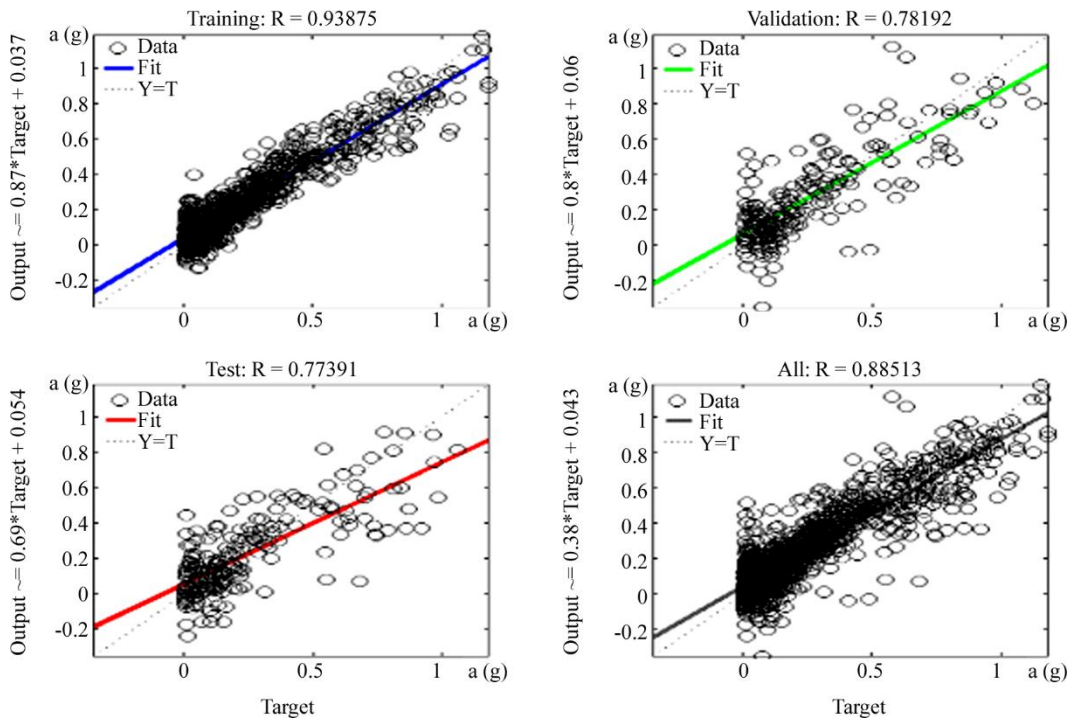 Training: R = 0.93875
a (g)
Output ~= 0.87*Target + 0.037
Data
Fit
Y=T
1
0.8
0.6
0.4
0.2
0
-0.2
0
0.5
1
a (g)
Validation: R = 0.78192
a (g)
Output ~= 0.8*Target + 0.06
Data
Fit
Y=T
1
0.8
0.6
0.4
0.2
0
-0.2
0
0.5
1
a (g)
Test: R = 0.77391
a (g)
Output ~= 0.69*Target + 0.054
Data
Fit
Y=T
1
0.8
0.6
0.4
0.2
0
-0.2
0
0.5
1
a (g)
Target
All: R = 0.88513
a (g)
Output ~= 0.38*Target + 0.043
Data
Fit
Y=T
1
0.8
0.6
0.4
0.2
0
-0.2
0
0.5
1
a (g)
Target